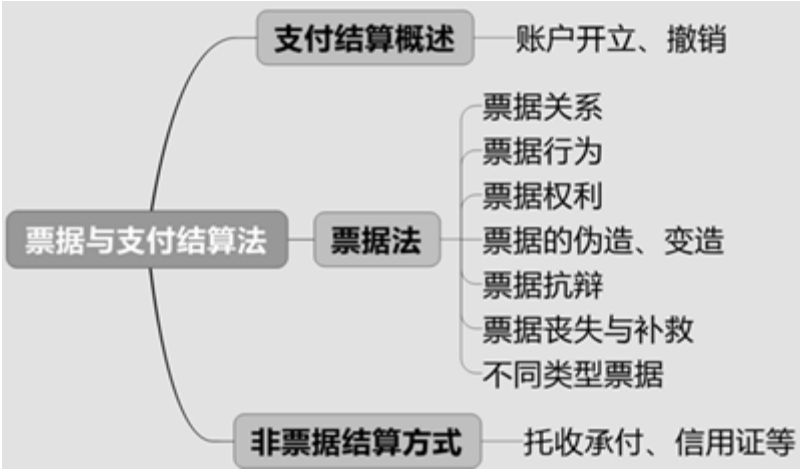 支付结算概述
账户开立、撤销
票据关系
票据行为
票据权利
票据与支付结算法
票据法
票据的伪造、变造
票据抗辩
票据丧失与补救
不同类型票据
非票据结算方式
托收承付、信用证等